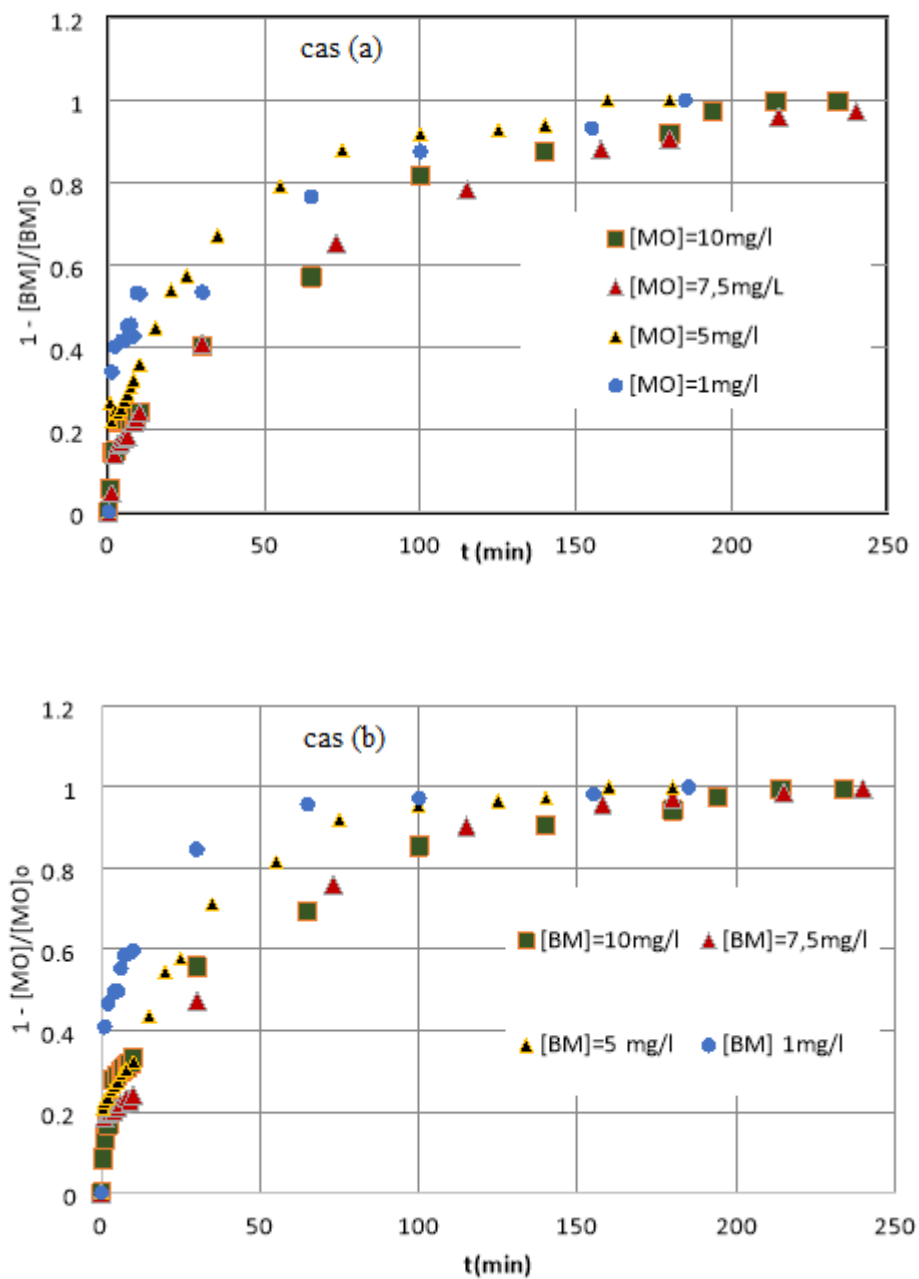 1.2
cas (a)
1
0.8
0.6
0.4
0.2
0
1 - [BM]/[BM]o
[MO]=10mg/l
[MO]=7,5mg/L
[MO]=5mg/l
[MO]=1mg/l
0 50 100 150 200 250
t (min)
1.2
cas (b)
1
0.8
0.6
0.4
0.2
0
1 - [MO]/[MO]o
[BM]=10mg/l [BM]=7,5mg/l
[BM]=5 mg/l [BM] 1mg/l
0 50 100 150 200 250
t(min)